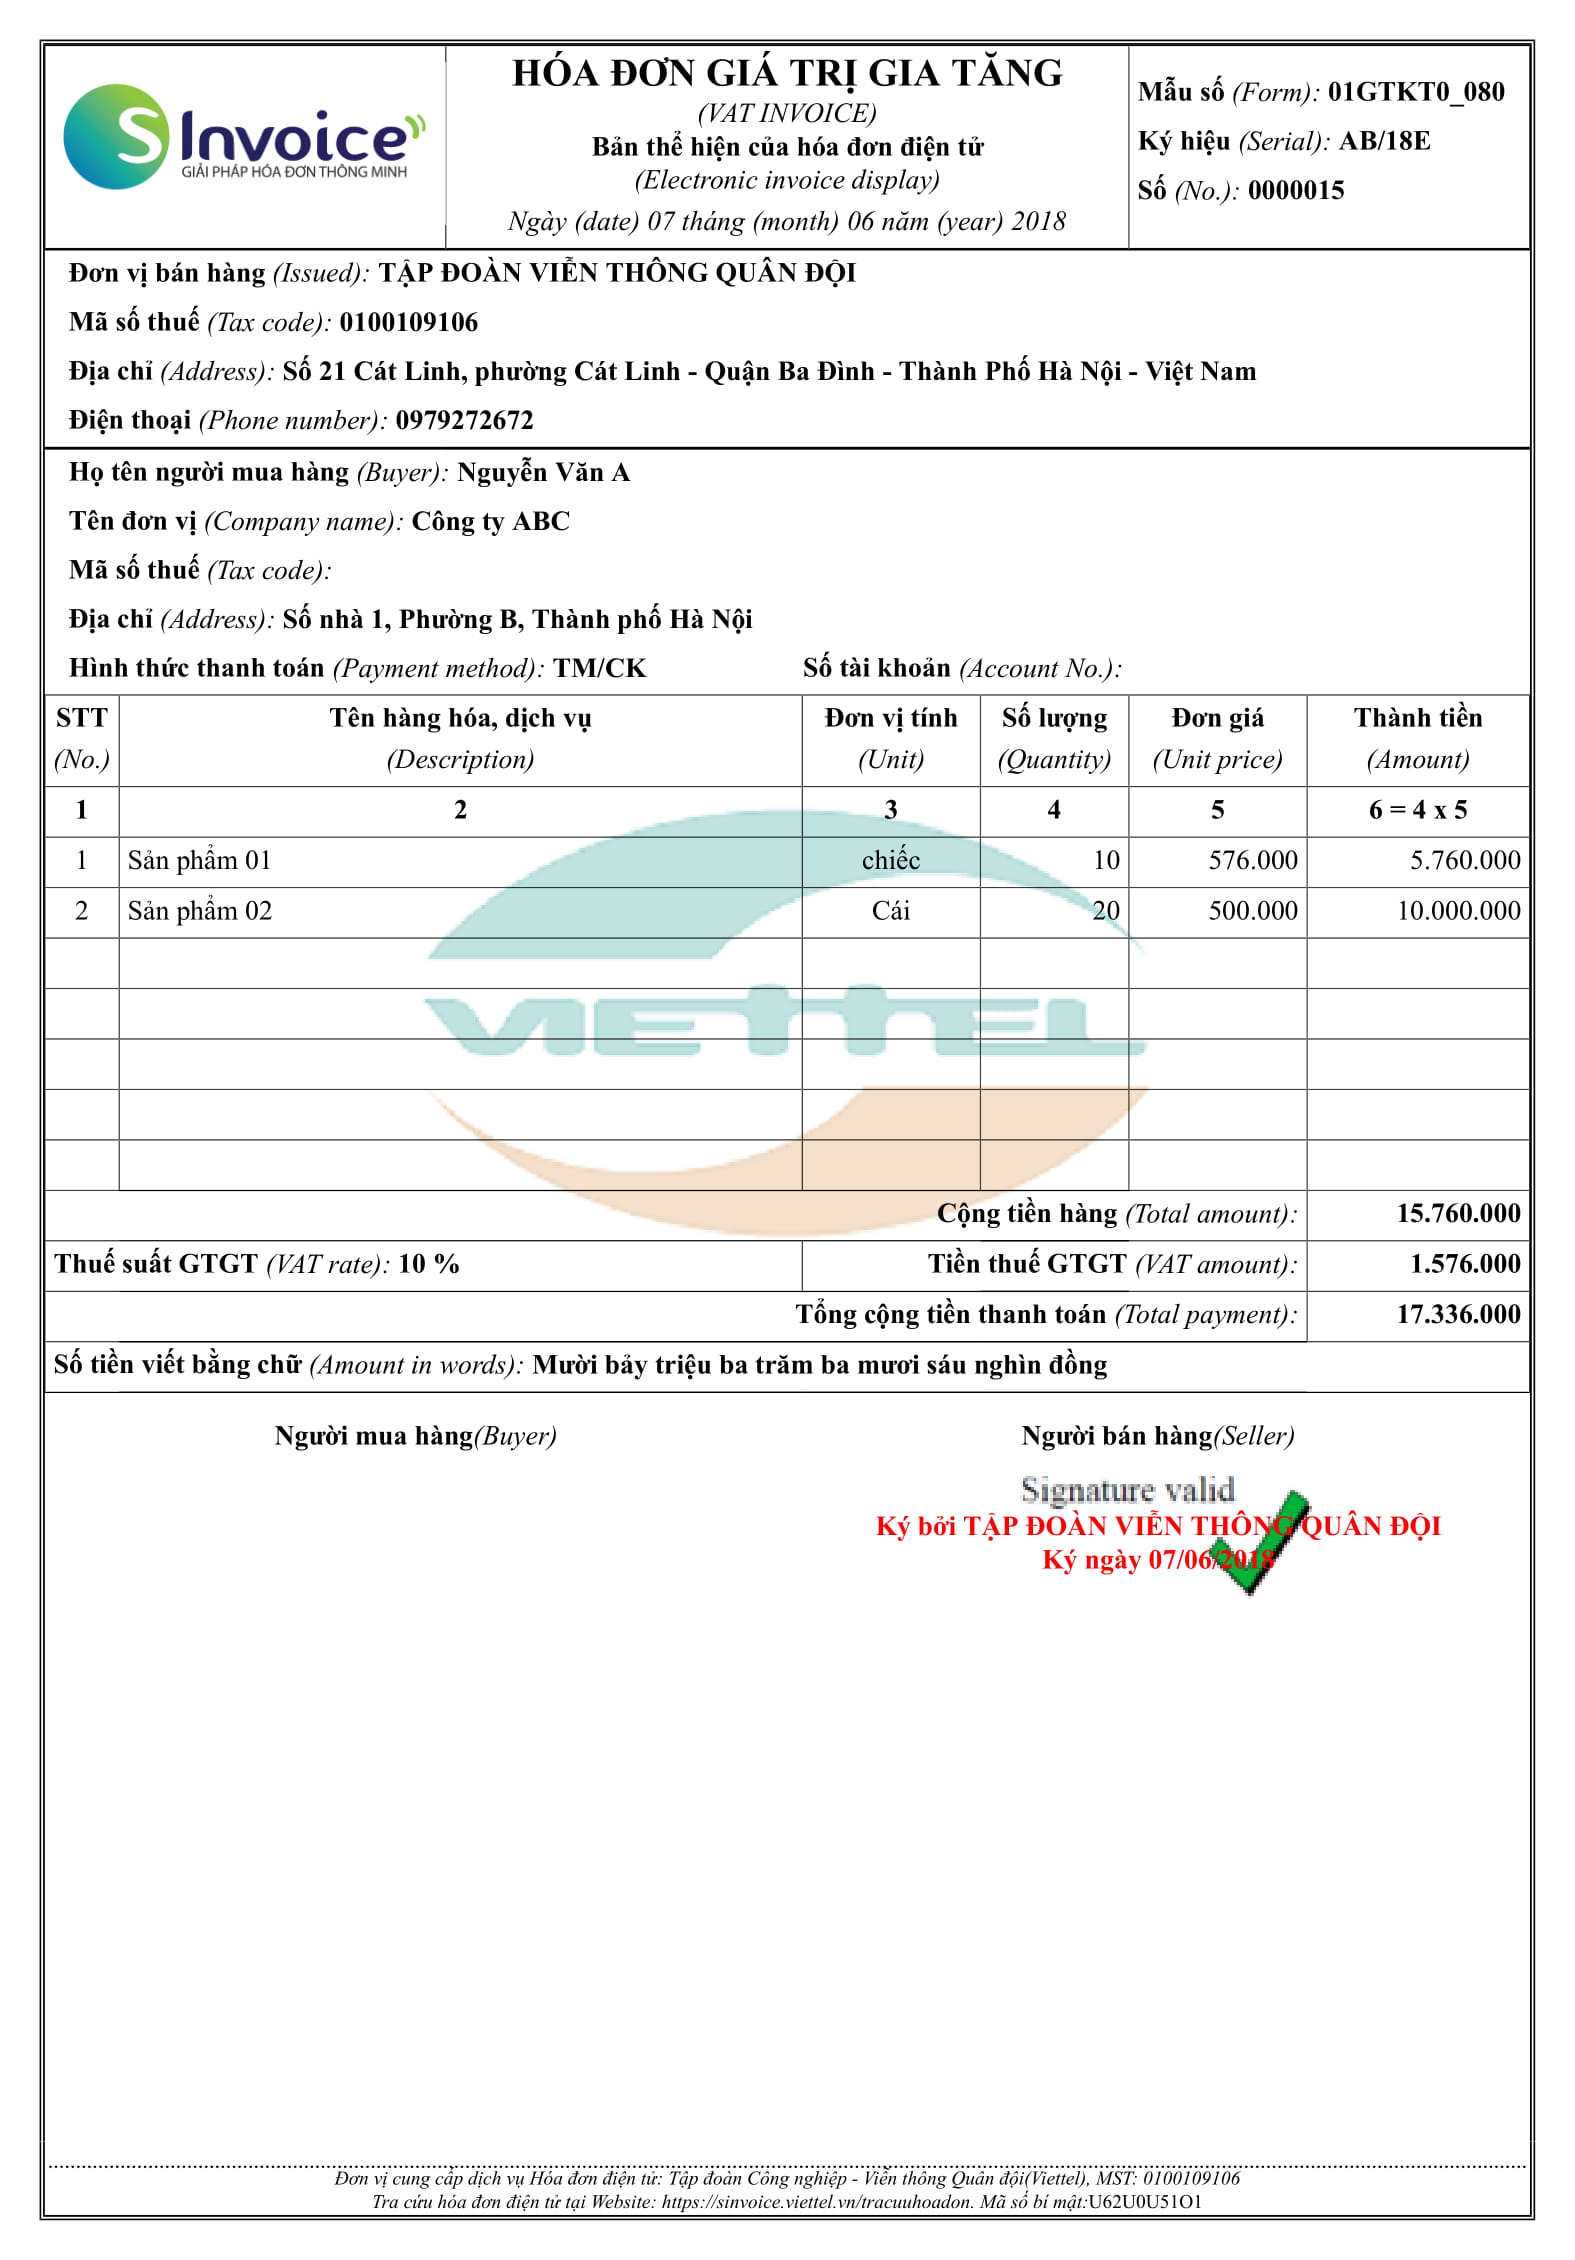 S Invoice
GIẢI PHÁP HÓA ĐƠN THÔNG MINH
HÓA ĐƠN GIÁ TRỊ GIA TĂNG
(VAT INVOICE)
Bản thể hiện của hóa đơn điện tử
(Electronic invoice display)
Ngày (date) 07 tháng (month) 06 năm (year) 2018
Mẫu số (Form): 01GTKT0_080
Ký hiệu (Serial): AB/18E
Số (No.): 0000015
Đơn vị bán hàng (Issued): TẬP ĐOÀN VIỄN THÔNG QUÂN ĐỘI
Mã số thuế (Tax code): 0100109106
Địa chỉ (Address): Số 21 Cát Linh, phường Cát Linh - Quận Ba Đình - Thành Phố Hà Nội - Việt Nam
Điện thoại (Phone number): 0979272672
Họ tên người mua hàng (Buyer): Nguyễn Văn A
Tên đơn vị (Company name): Công ty ABC
Mã số thuế (Tax code):
Địa chỉ (Address): Số nhà 1, Phường B, Thành phố Hà Nội
Hình thức thanh toán (Payment method): TM/CK Số tài khoản (Account No.):
STT Tên hàng hóa, dịch vụ Đơn vị tính Số lượng Đơn giá Thành tiền
(No.) (Description) (Unit) (Quantity) (Unit price) (Amount)
1 2 3 4 5 6 = 4 x 5
1 Sản phẩm 01 chiếc 10 576.000 5.760.000
2 Sản phẩm 02 Cái 20 500.000 10.000.000
VIETTEL
Cộng tiền hàng (Total amount): 15.760.000
Thuế suất GTGT (VAT rate): 10 % Tiền thuế GTGT (VAT amount): 1.576.000
Tổng cộng tiền thanh toán (Total payment): 17.336.000
Số tiền viết bằng chữ (Amount in words): Mười bảy triệu ba trăm ba mươi sáu nghìn đồng
Người mua hàng(Buyer) Người bán hàng(Seller)
Signature valid
Ký bởi TẬP ĐOÀN VIỄN THÔNG QUÂN ĐỘI
Ký ngày 07/06/2018
Đơn vị cung cấp dịch vụ Hóa đơn điện tử: Tập đoàn Công nghiệp - Viễn thông Quân đội(Viettel), MST: 0100109106
Tra cứu hóa đơn điện tử tại Website: https://sinvoice.viettel.vn/tracuuhoadon. Mã số bí mật:U62U0U51O1